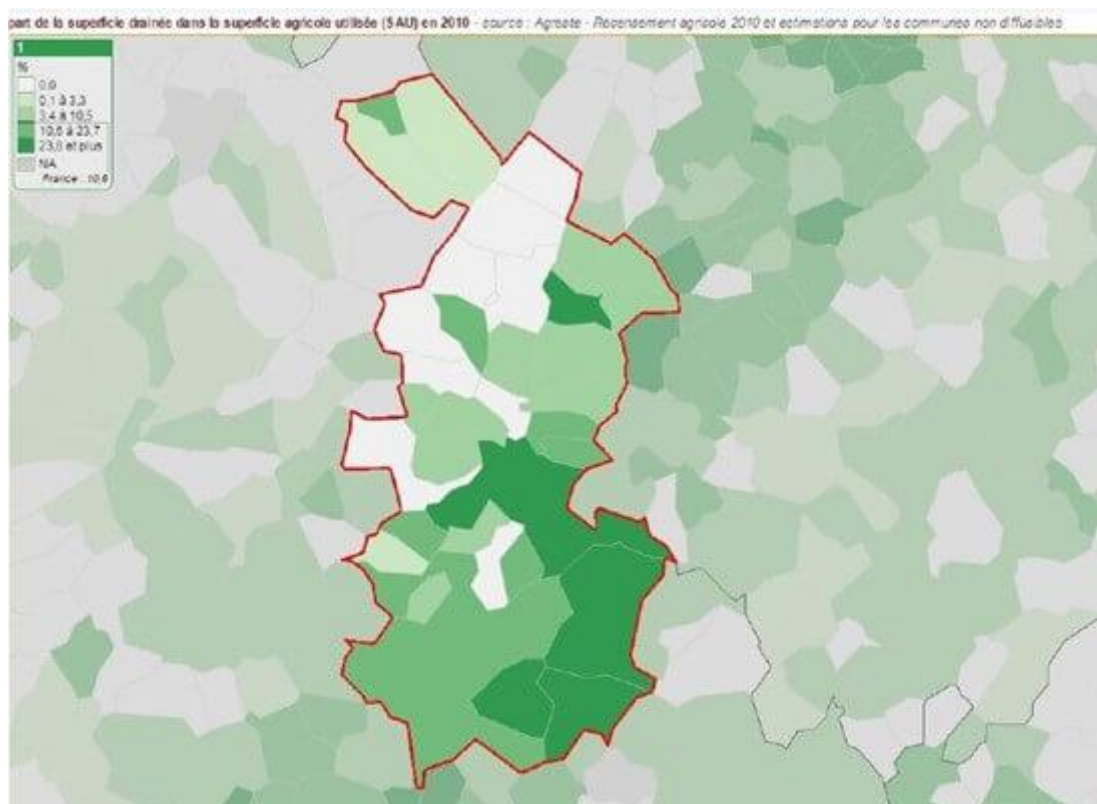 part de la superficie drainée dans la superficie agricole utilisée (SAU) en 2010 - source : Agreste - Recensement agricole 2010 et estimations pour les communes non diffusibles
1
%
0,0
0,1 à 3,3
3,4 à 10,5
10,6 à 23,7
23,8 et plus
N/A
France : 10,6